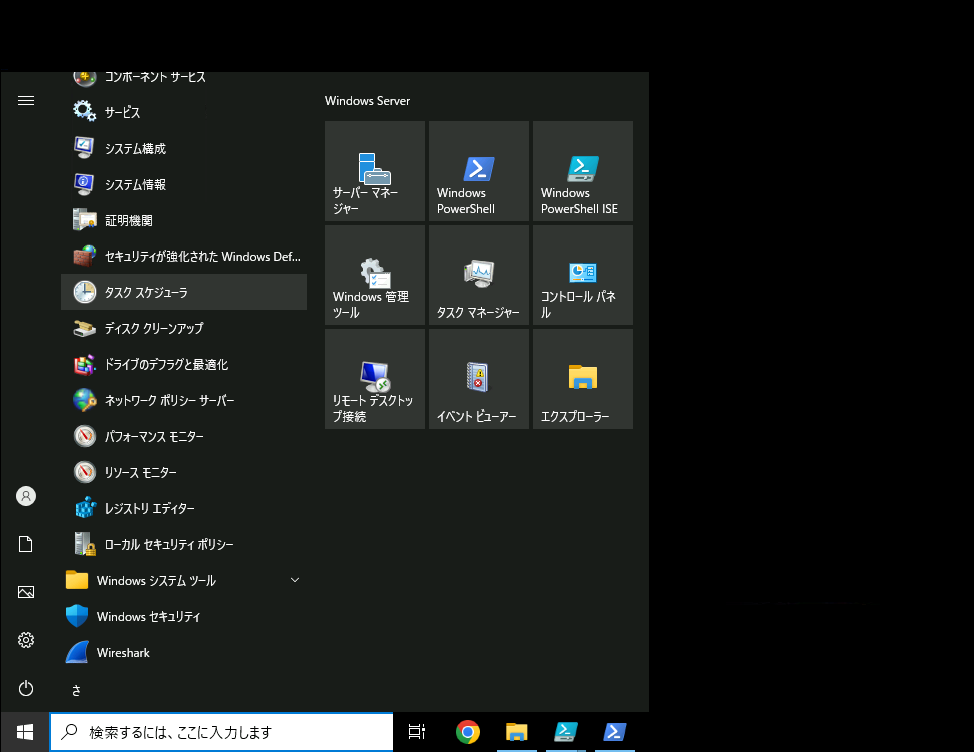 コンポーネント サービス
サービス
システム構成
システム情報
証明機関
セキュリティが強化された Windows Def...
タスク スケジューラ
ディスク クリーンアップ
ドライブのデフラグと最適化
ネットワーク ポリシー サーバー
パフォーマンス モニター
リソース モニター
レジストリ エディター
ローカル セキュリティ ポリシー
Windows システム ツール
Windows セキュリティ
Wireshark
さ
Windows Server
サーバー マネー
ジャー
Windows
PowerShell
Windows
PowerShell ISE
Windows 管理
ツール
タスク マネージャー
コントロール パネ
ル
リモート デスクトッ
プ接続
イベント ビューアー
エクスプローラー
検索するには、ここに入力します